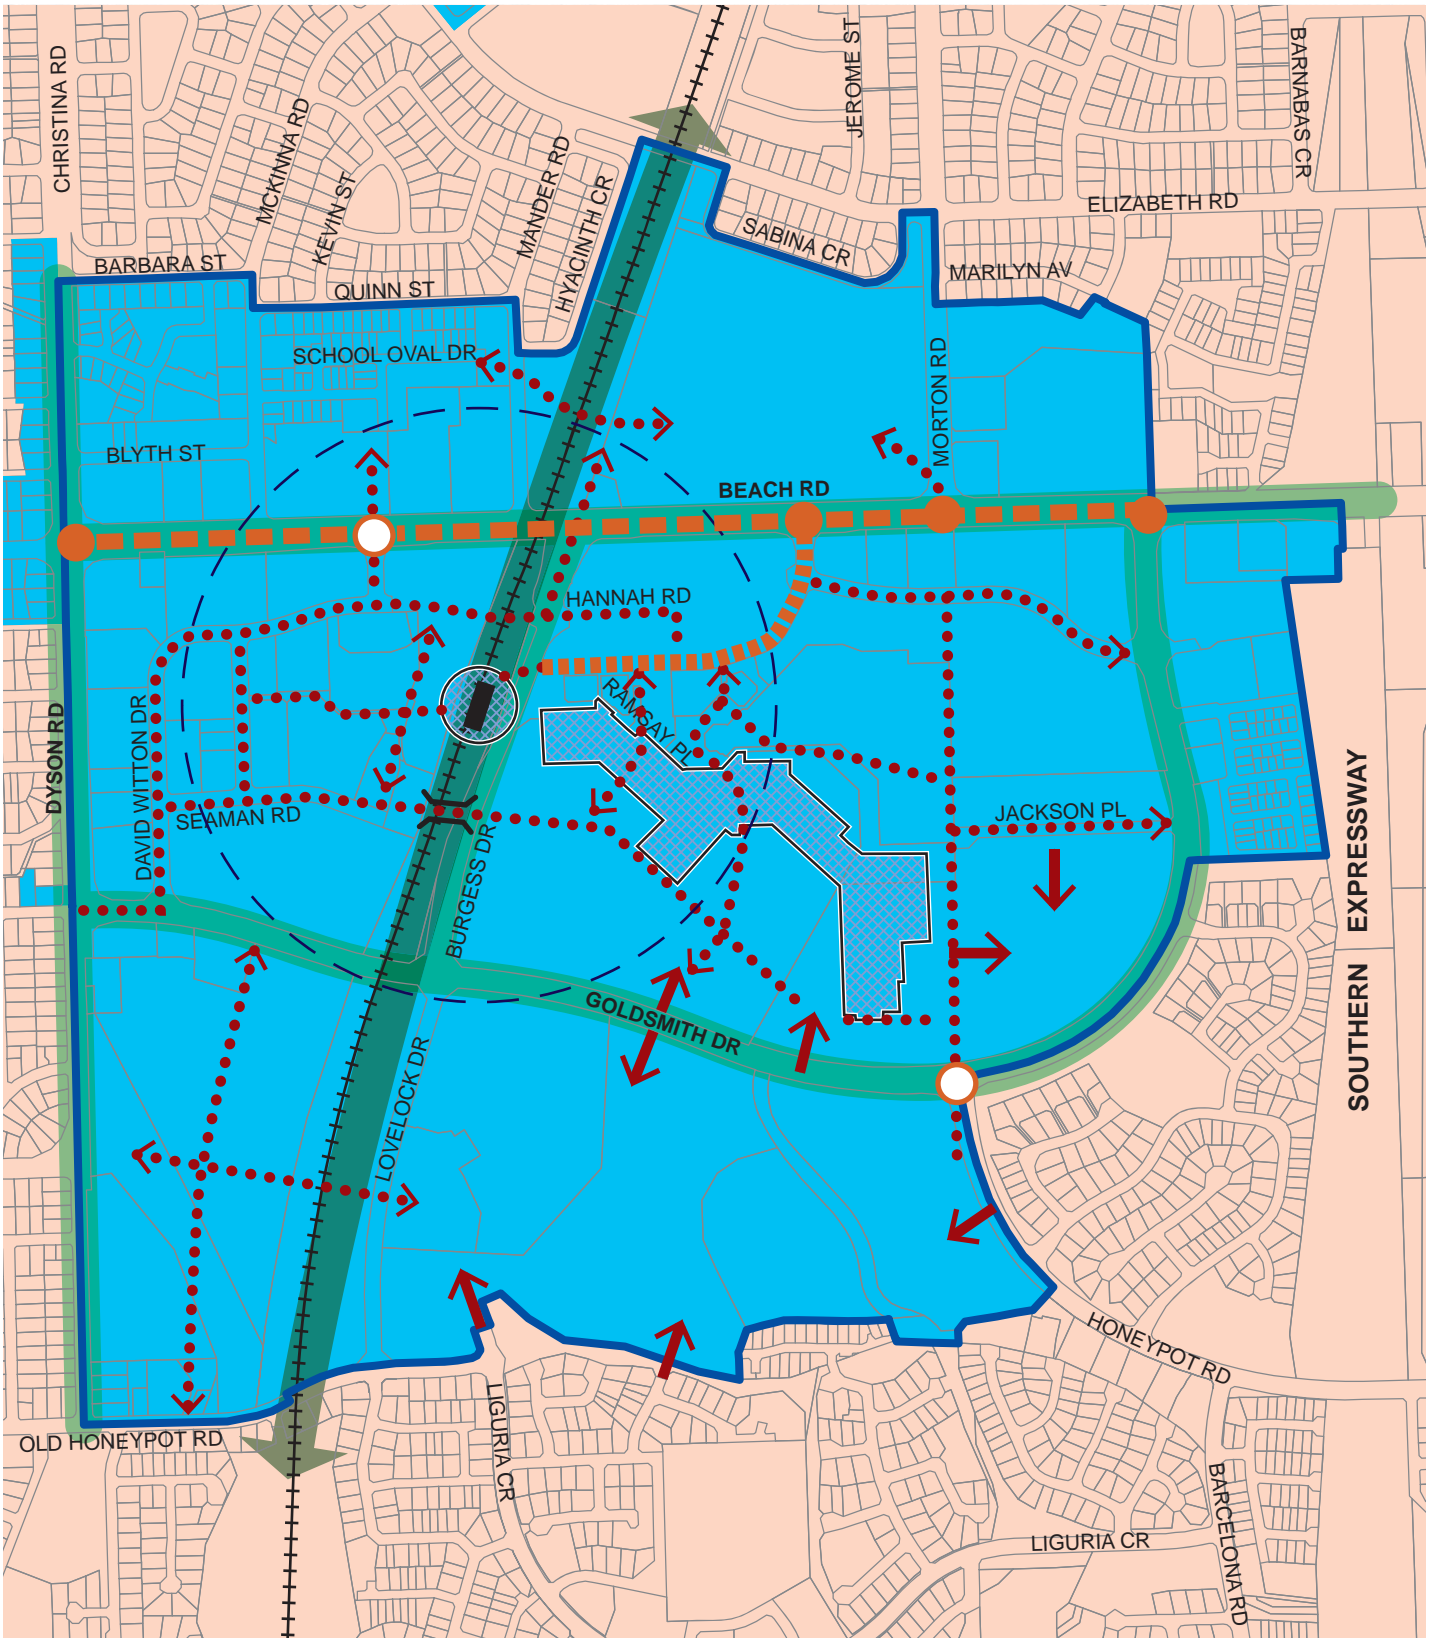 CHRISTINA RD
MCKINNA RD
KEVIN ST
MANDER RD
HYACINTH CR
JEROME ST
BARNABAS CR
ELIZABETH RD
SABINA CR
MARILYN AV
BARBARA ST
QUINN ST
SCHOOL OVAL DR
MORTON RD
BLYTH ST
BEACH RD
HANNAH RD
RAMSAY PL
DYSON RD
DAVID WITTON DR
SEAMAN RD
BURGESS DR
JACKSON PL
SOUTHERN EXPRESSWAY
GOLDSMITH DR
LOVELOCK DR
HONEYPOT RD
OLD HONEYPOT RD
LIGURIA CR
LIGURIA CR
BARCELONA RD